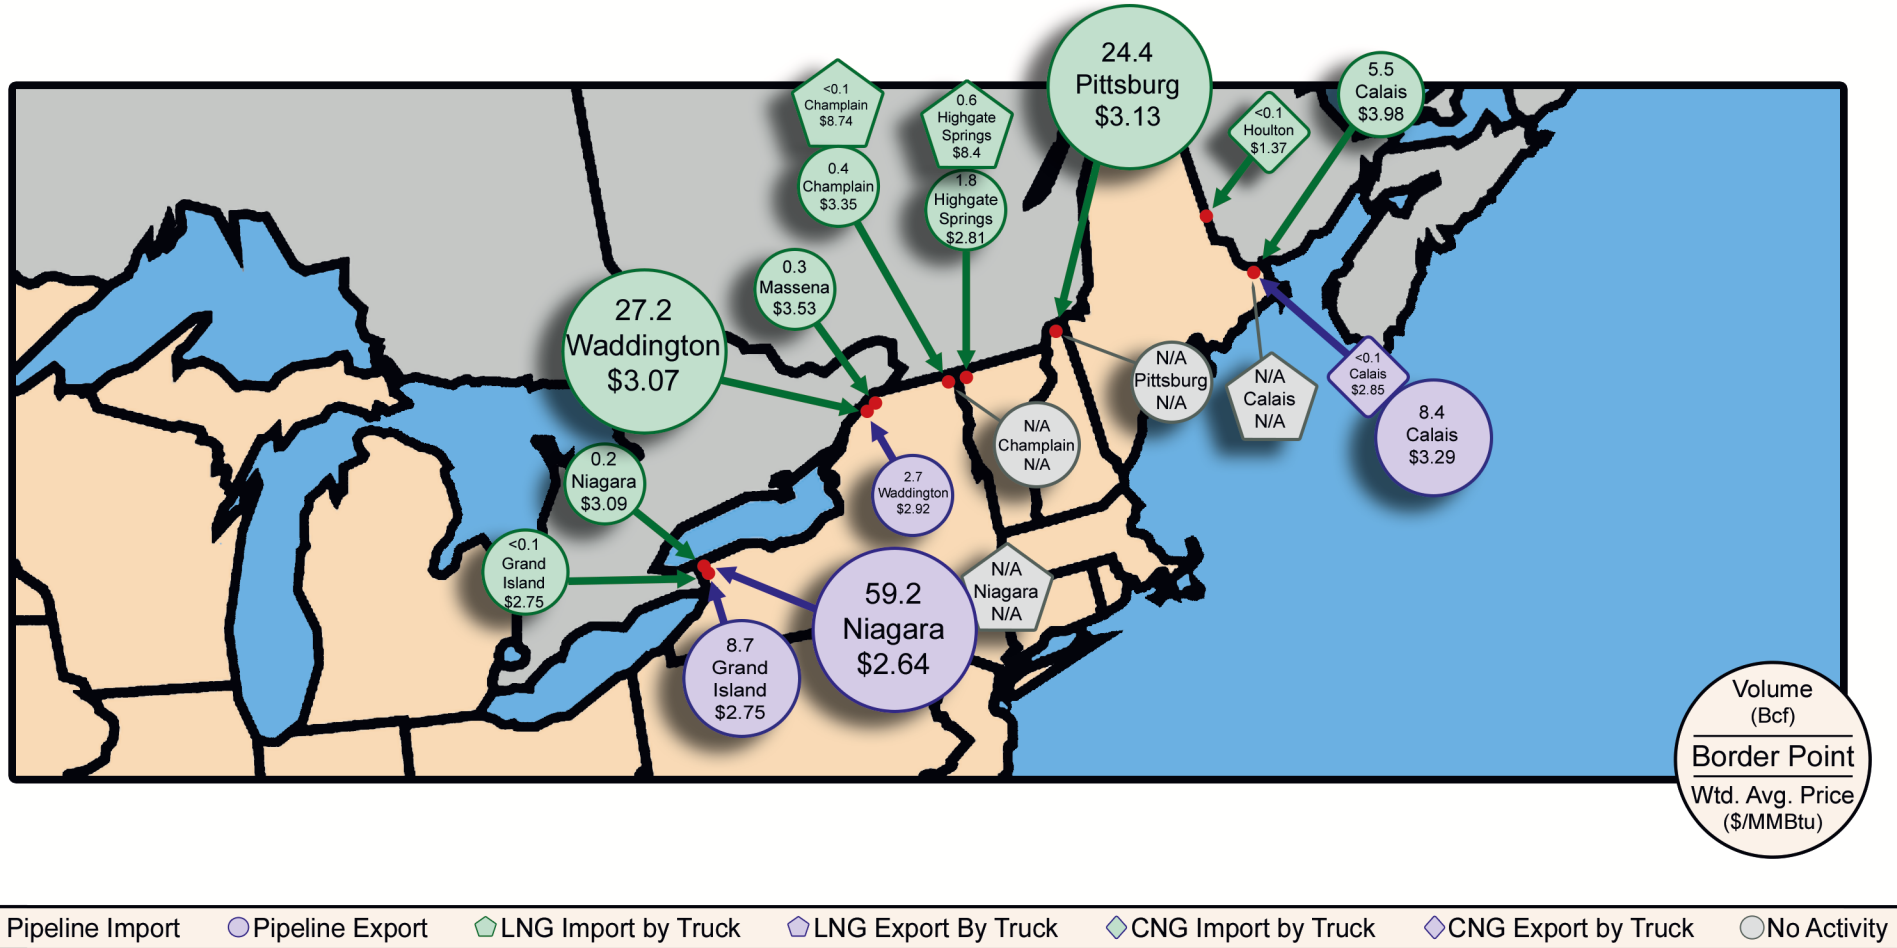 24.4
Pittsburg
$3.13
5.5
Calais
$3.98
<0.1
Champlain
$8.74
0.6
Highgate
Springs
$8.4
<0.1
Houlton
$1.37
0.4
Champlain
$3.35
1.8
Highgate
Springs
$2.81
0.3
Massena
$3.53
27.2
Waddington
$3.07
N/A
Pittsburg
N/A
N/A
Calais
N/A
<0.1
Calais
$2.85
8.4
Calais
$3.29
N/A
Champlain
N/A
0.2
Niagara
$3.09
2.7
Waddington
$2.92
<0.1
Grand
Island
$2.75
N/A
Niagara
N/A
59.2
Niagara
$2.64
8.7
Grand
Island
$2.75
Volume
(Bcf)
Border Point
Wtd. Avg. Price
($/MMBtu)
Pipeline Import
Pipeline Export
LNG Import by Truck
LNG Export By Truck
CNG Import by Truck
CNG Export by Truck
No Activity